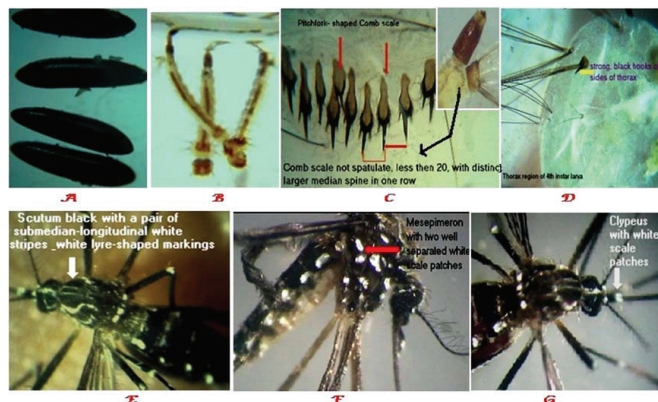 Pitchfork- shaped Comb scale
strong, black hooks o
sides of thorax
Comb scale not spatulate, less then 20, with distinct
larger median spine in one row
Thorax region of 4th instar larva
A
B
C
D
Scutum black with a pair of
submedian-longitudinal white
stripes _white lyre-shaped markings
Mesepimeron
with two well
separaled white
scale patches
Clypeus
with white
scale
patches
E
F
G